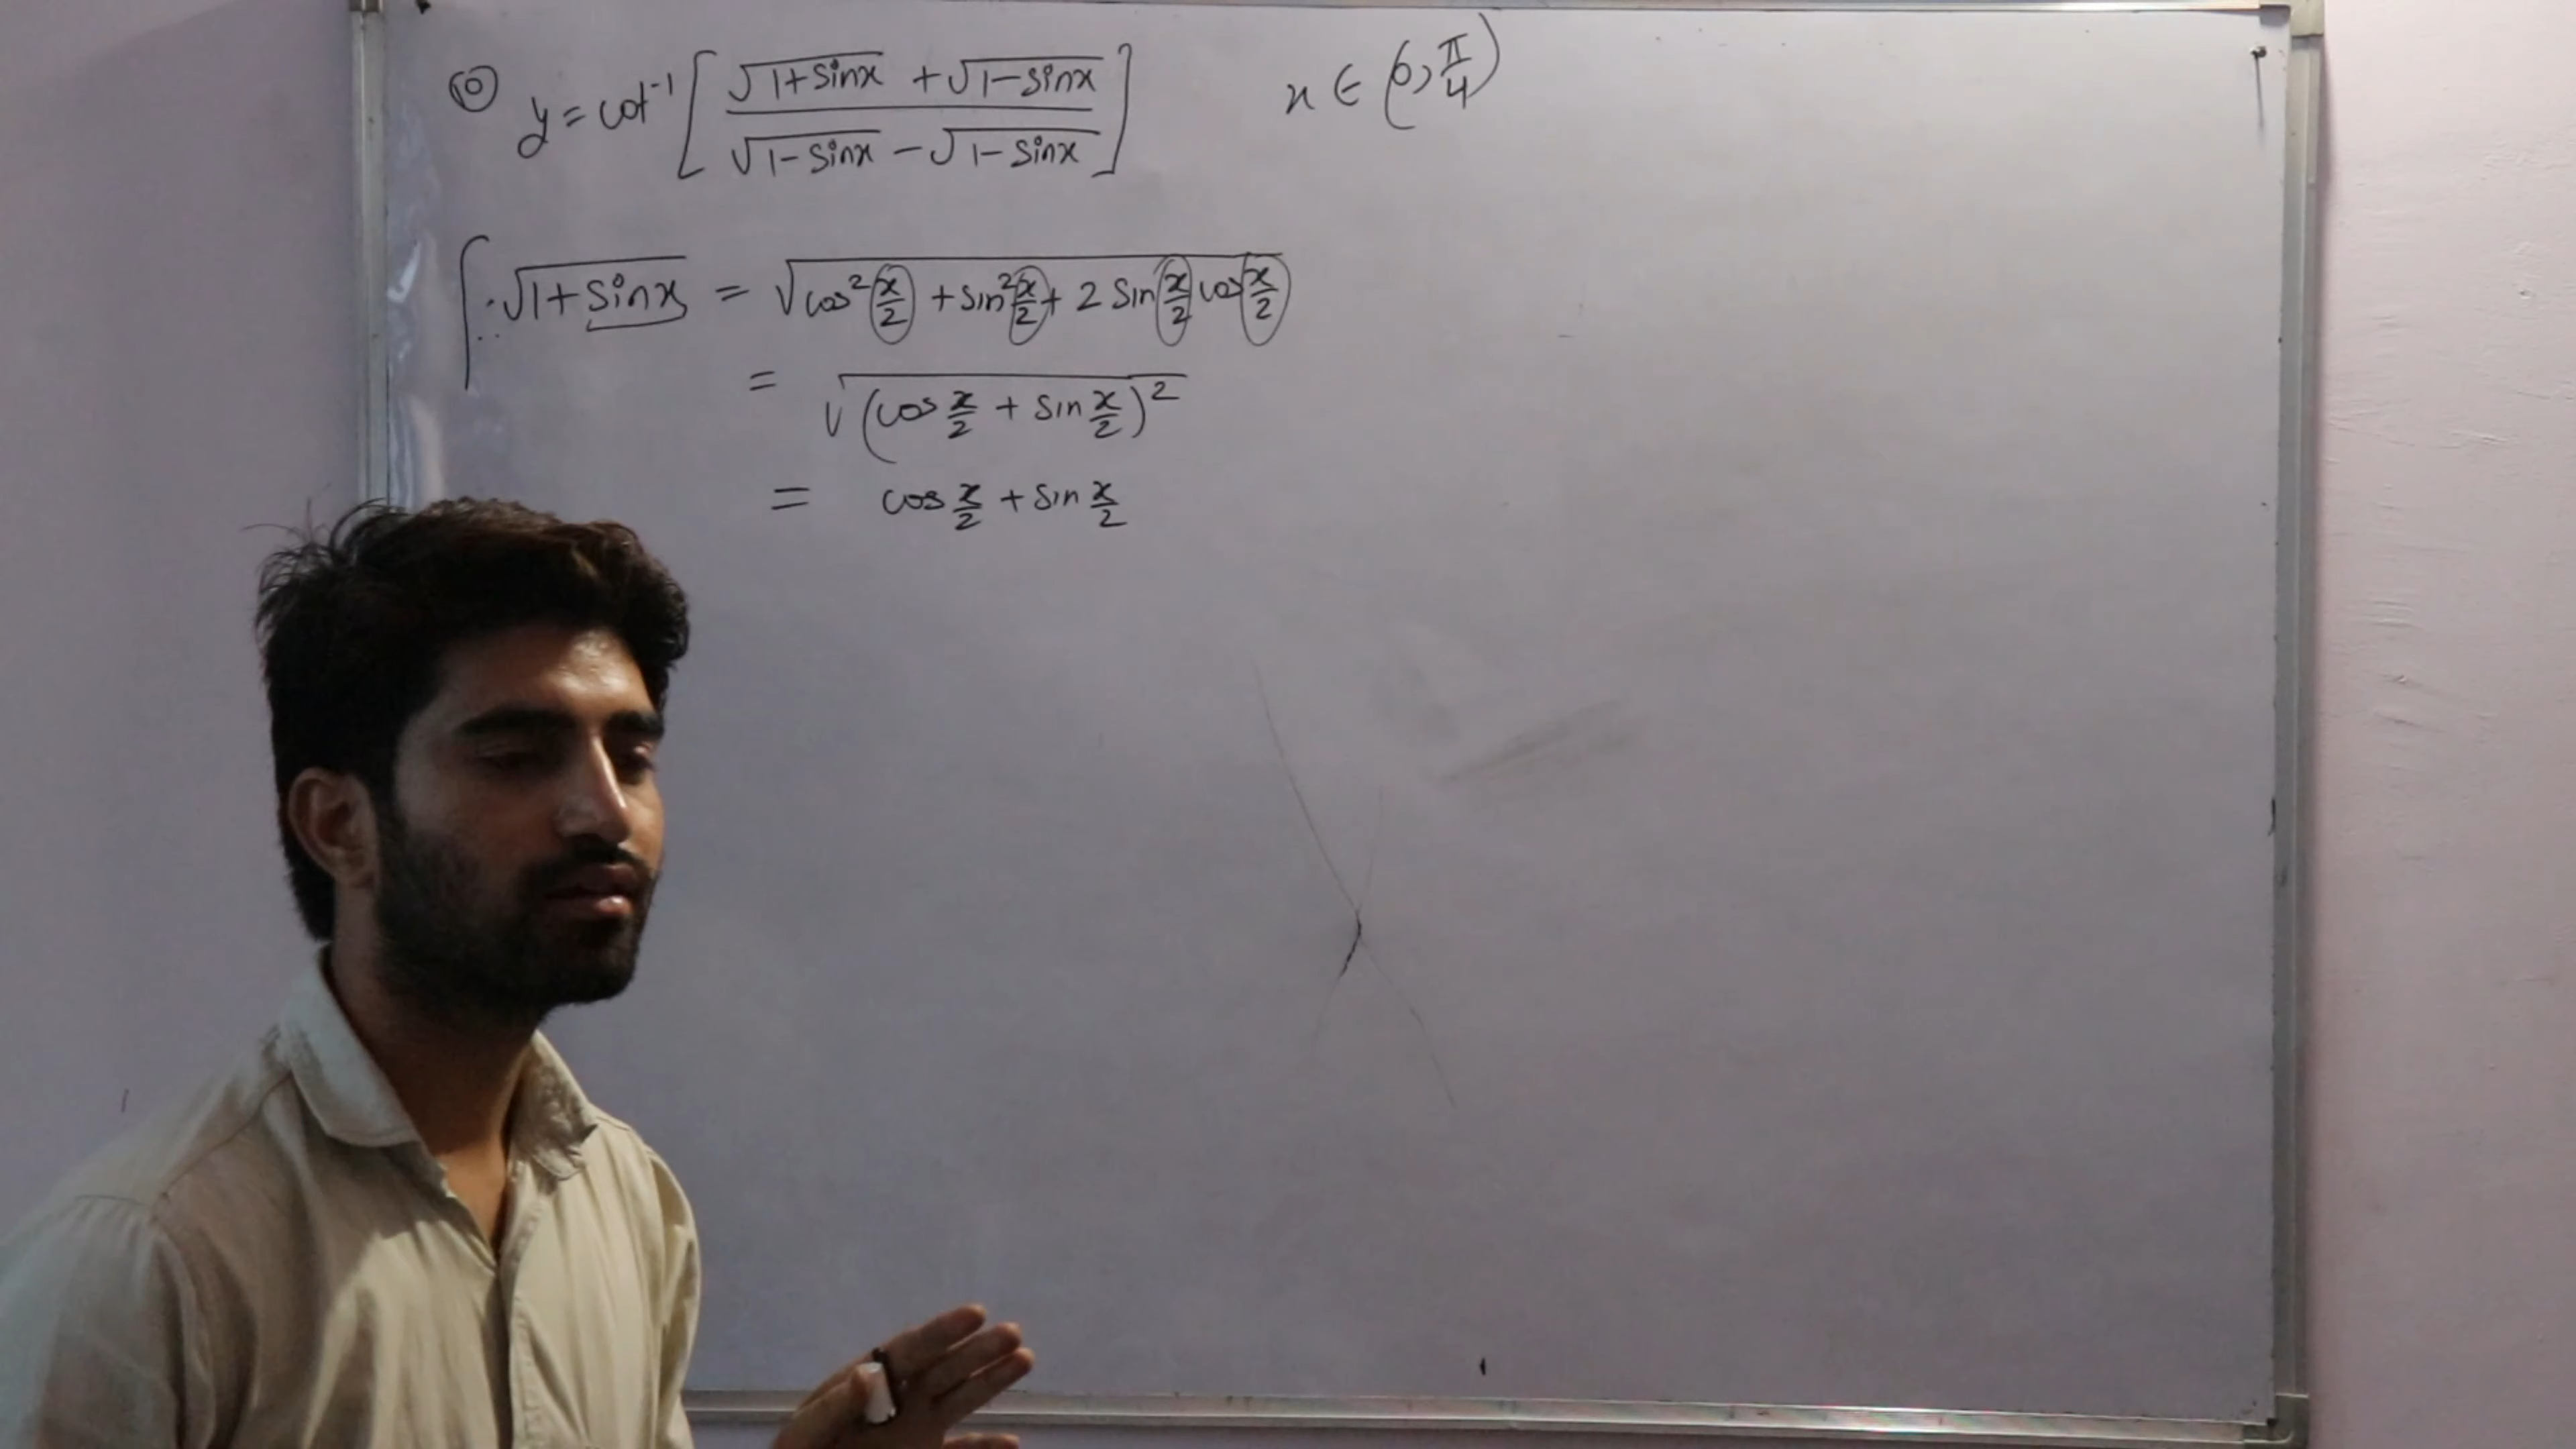 ⑩ y = cot⁻¹ [ (√(1+sinx) + √(1-sinx)) / (√(1-sinx) - √(1-sinx)) ] x ∈ (0, π/4)
√(1+sinx) = √(cos² x/2 + sin² x/2 + 2 sin x/2 cos x/2)
= √((cos x/2 + sin x/2)²)
= cos x/2 + sin x/2